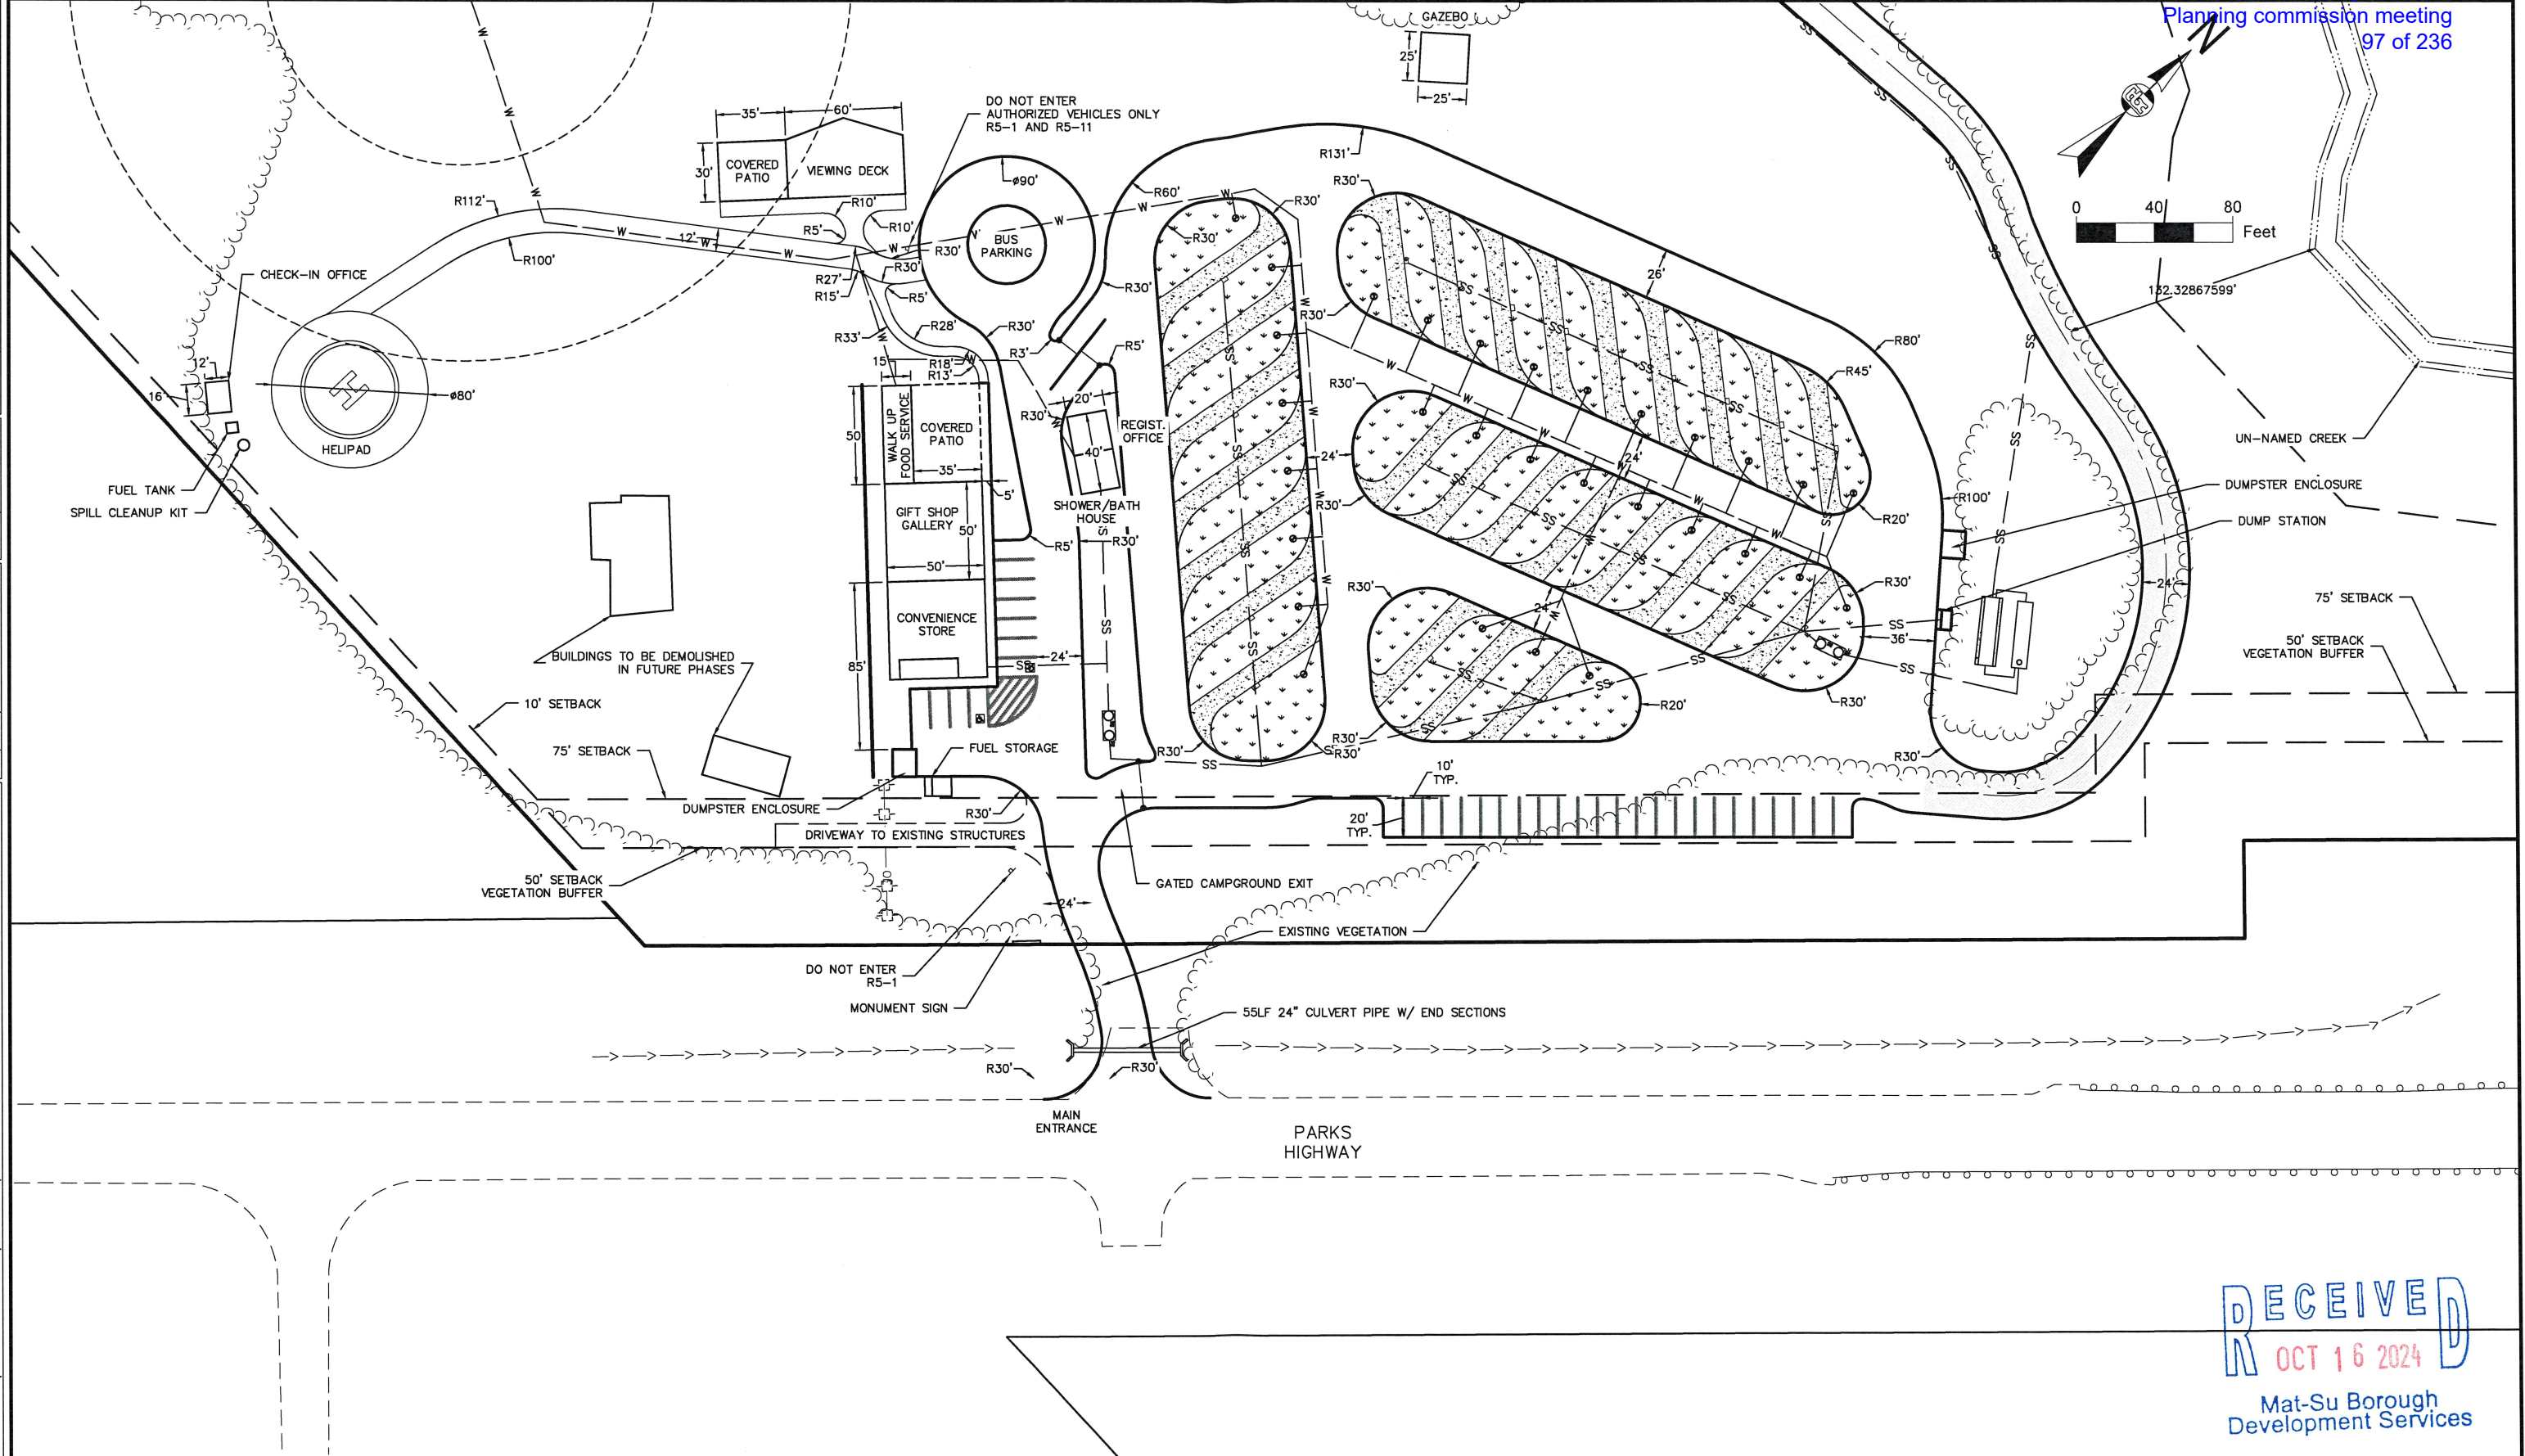 Planning commission meeting
97 of 236
N
0 40 80
Feet
GAZEBO
25'
25'
DO NOT ENTER
AUTHORIZED VEHICLES ONLY
R5-1 AND R5-11
35'
60'
30'
COVERED
PATIO
VIEWING DECK
ø90'
BUS
PARKING
R10'
R10'
R5'
R30'
R112'
R100'
12'
R27'
R15'
R30'
R5'
R33'
R28'
R30'
R18'
R13'
15
R3'
R5'
R60'
R30'
R30'
R30'
R131'
R30'
R30'
26'
R80'
R45'
132.32867599'
UN-NAMED CREEK
CHECK-IN OFFICE
12'
16'
H
ø80'
HELIPAD
FUEL TANK
SPILL CLEANUP KIT
50'
WALK UP
FOOD SERVICE
COVERED
PATIO
35'
5'
GIFT SHOP
GALLERY
50'
50'
CONVENIENCE
STORE
85'
R30'
20'
REGIST.
OFFICE
40'
SHOWER/BATH
HOUSE
R30'
R5'
24'
R30'
24'
R30'
24'
R20'
R100'
DUMPSTER ENCLOSURE
DUMP STATION
R30'
24'
R30'
36'
R30'
R20'
24'
75' SETBACK
50' SETBACK
VEGETATION BUFFER
BUILDINGS TO BE DEMOLISHED
IN FUTURE PHASES
10' SETBACK
75' SETBACK
FUEL STORAGE
DUMPSTER ENCLOSURE
R30'
R30'
R30'
R30'
R30'
10'
TYP.
20'
TYP.
DRIVEWAY TO EXISTING STRUCTURES
50' SETBACK
VEGETATION BUFFER
GATED CAMPGROUND EXIT
24'
EXISTING VEGETATION
DO NOT ENTER
R5-1
MONUMENT SIGN
55LF 24" CULVERT PIPE W/ END SECTIONS
R30'
R30'
MAIN
ENTRANCE
PARKS
HIGHWAY
RECEIVED
OCT 16 2024
Mat-Su Borough
Development Services